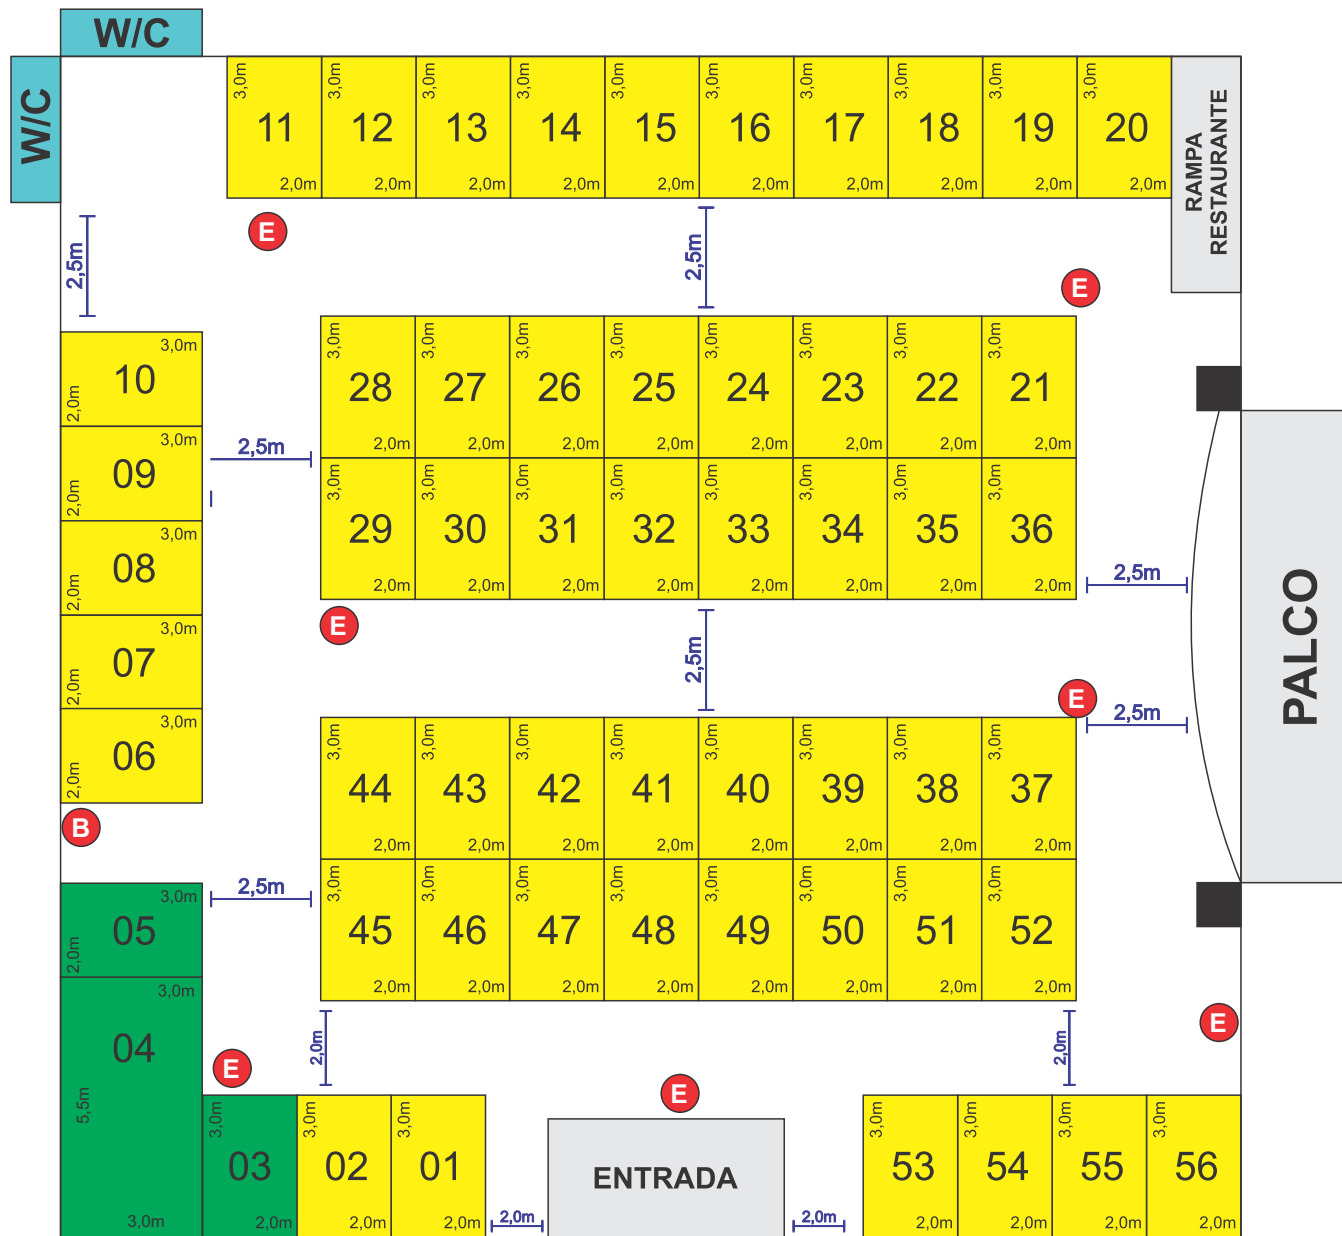 W/C
W/C
3,0m 3,0m 3,0m 3,0m 3,0m 3,0m 3,0m 3,0m 3,0m 3,0m
11 12 13 14 15 16 17 18 19 20
2,0m 2,0m 2,0m 2,0m 2,0m 2,0m 2,0m 2,0m 2,0m 2,0m
RAMPA
RESTAURANTE
E
2,5m
2,5m
E
3,0m
10
2,0m
3,0m
09
2,0m
3,0m
08
2,0m
3,0m
07
2,0m
3,0m
06
2,0m
B
2,5m
3,0m 3,0m 3,0m 3,0m 3,0m 3,0m 3,0m 3,0m
28 27 26 25 24 23 22 21
2,0m 2,0m 2,0m 2,0m 2,0m 2,0m 2,0m 2,0m
3,0m 3,0m 3,0m 3,0m 3,0m 3,0m 3,0m 3,0m
29 30 31 32 33 34 35 36
2,0m 2,0m 2,0m 2,0m 2,0m 2,0m 2,0m 2,0m
2,5m
E
2,5m
E
2,5m
PALCO
3,0m 3,0m 3,0m 3,0m 3,0m 3,0m 3,0m 3,0m
44 43 42 41 40 39 38 37
2,0m 2,0m 2,0m 2,0m 2,0m 2,0m 2,0m 2,0m
3,0m 3,0m 3,0m 3,0m 3,0m 3,0m 3,0m 3,0m
45 46 47 48 49 50 51 52
2,0m 2,0m 2,0m 2,0m 2,0m 2,0m 2,0m 2,0m
2,5m
3,0m
05
2,0m
3,0m
04
5,5m
3,0m
E
2,0m
2,0m
E
E
3,0m 3,0m 3,0m
03 02 01
2,0m 2,0m 2,0m
2,0m
ENTRADA
2,0m
3,0m 3,0m 3,0m 3,0m
53 54 55 56
2,0m 2,0m 2,0m 2,0m